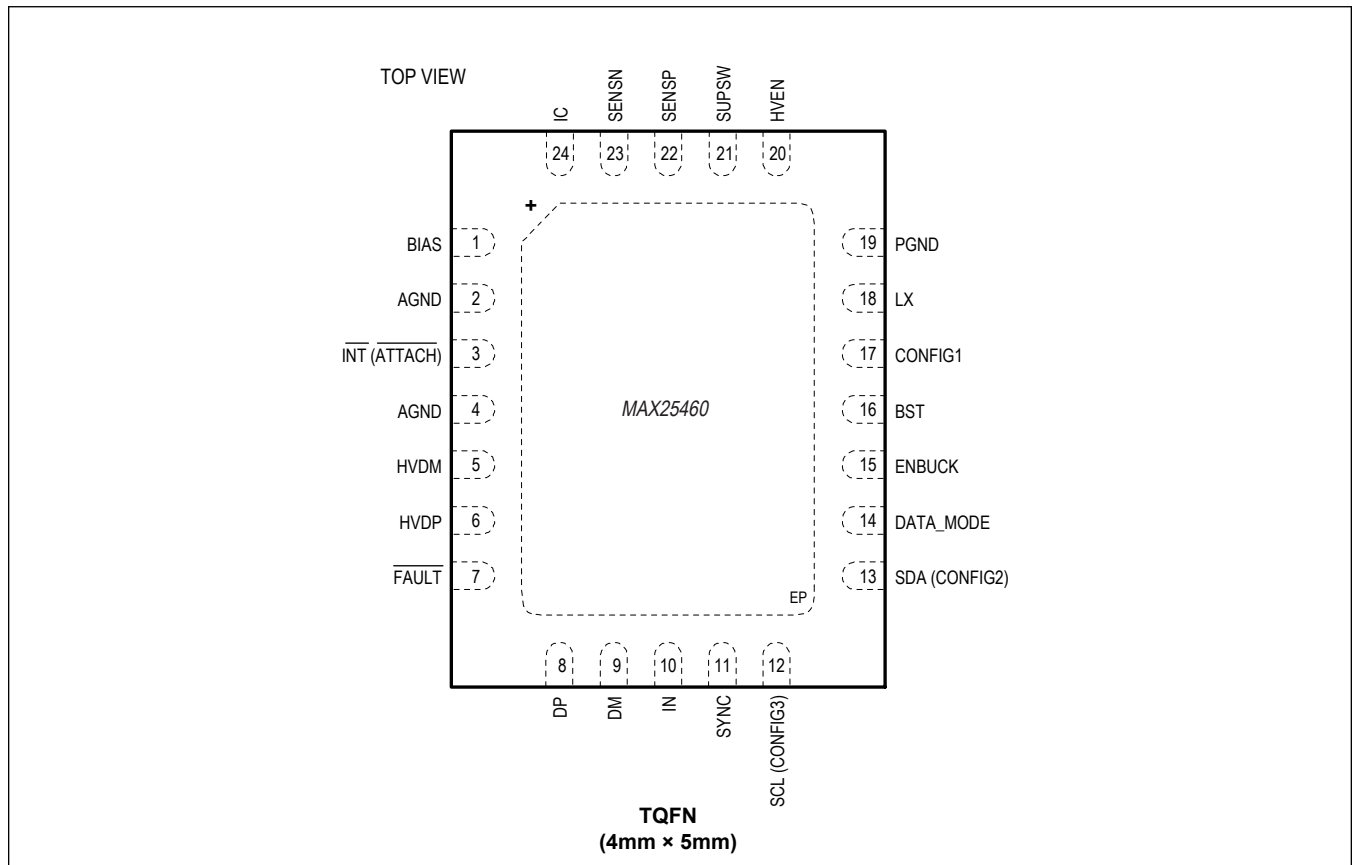 TOP VIEW
IC
SENSN
SENSP
SUPSW
HVEN
24
23
22
21
20
+
BIAS 1
AGND 2
INT (ATTACH) 3
AGND 4
HVDM 5
HVDP 6
FAULT 7
MAX25460
19 PGND
18 LX
17 CONFIG1
16 BST
15 ENBUCK
14 DATA_MODE
13 SDA (CONFIG2)
EP
8
9
10
11
12
DP
DM
IN
SYNC
SCL (CONFIG3)
TQFN
(4mm × 5mm)